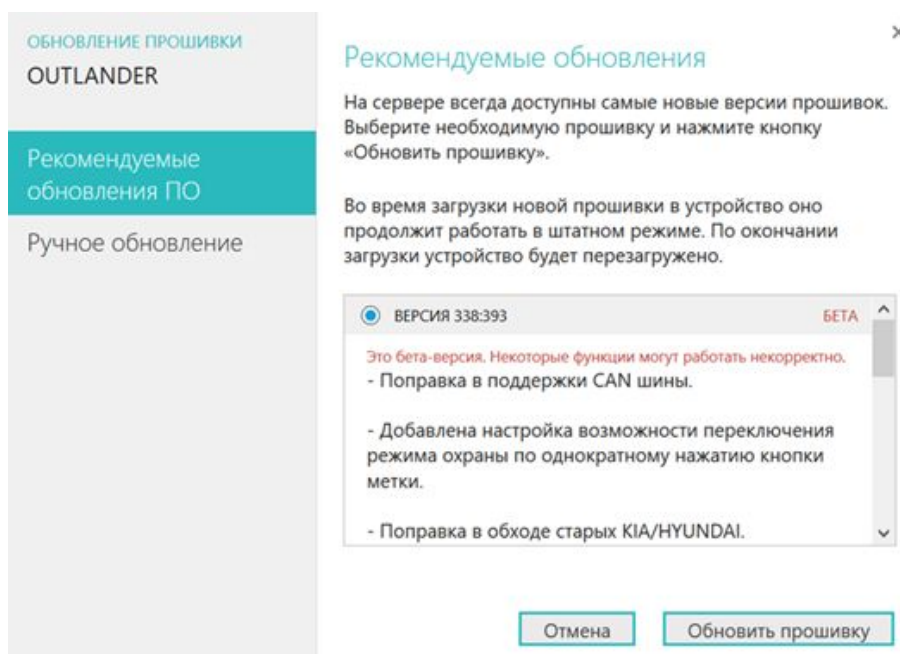 ОБНОВЛЕНИЕ ПРОШИВКИ
OUTLANDER
Рекомендуемые
обновления ПО
Ручное обновление
Рекомендуемые обновления
На сервере всегда доступны самые новые версии прошивок.
Выберите необходимую прошивку и нажмите кнопку
«Обновить прошивку».
Во время загрузки новой прошивки в устройство оно
продолжит работать в штатном режиме. По окончании
загрузки устройство будет перезагружено.
ВЕРСИЯ 338:393 БЕТА
Это бета-версия. Некоторые функции могут работать некорректно.
- Поправка в поддержки CAN шины.
- Добавлена настройка возможности переключения
режима охраны по однократному нажатию кнопки
метки.
- Поправка в обходе старых KIA/HYUNDAI.
Отмена Обновить прошивку